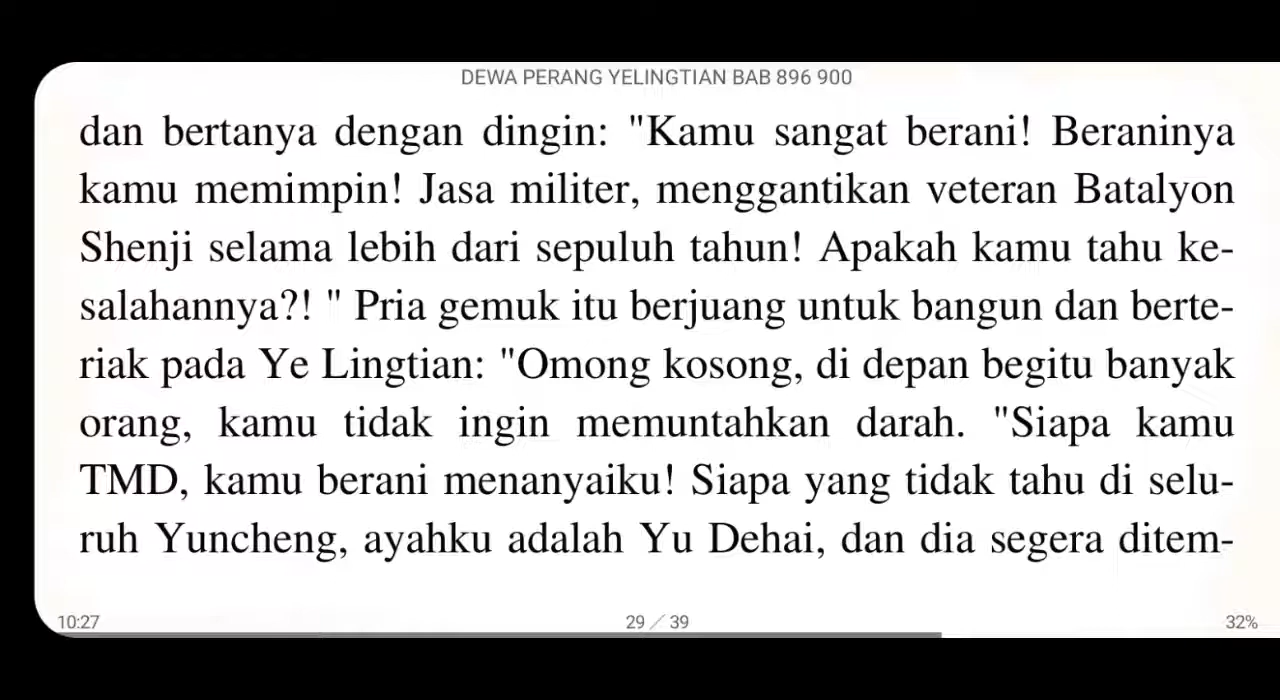 DEWA PERANG YELINGTIAN BAB 896 900
dan bertanya dengan dingin: "Kamu sangat berani! Beraninya
kamu memimpin! Jasa militer, menggantikan veteran Batalyon
Shenji selama lebih dari sepuluh tahun! Apakah kamu tahu ke-
salahannya?! " Pria gemuk itu berjuang untuk bangun dan berte-
riak pada Ye Lingtian: "Omong kosong, di depan begitu banyak
orang, kamu tidak ingin memuntahkan darah. "Siapa kamu
TMD, kamu berani menanyaiku! Siapa yang tidak tahu di selu-
ruh Yuncheng, ayahku adalah Yu Dehai, dan dia segera ditem-
10:27 29 / 39 32%